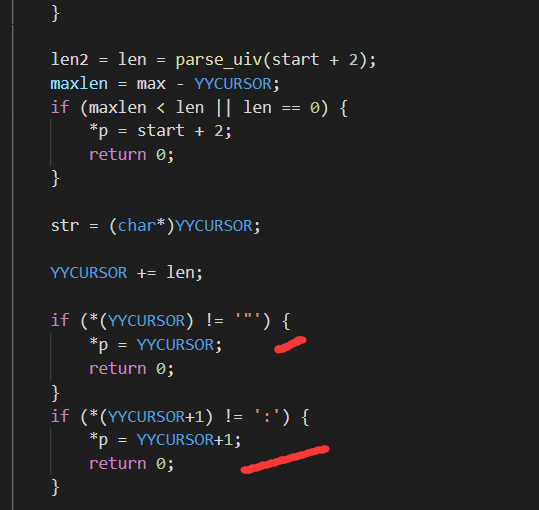 }
len2 = len = parse_uiv(start + 2);
maxlen = max - YYCURSOR;
if (maxlen < len || len == 0) {
*p = start + 2;
return 0;
}
str = (char*)YYCURSOR;
YYCURSOR += len;
if (*(YYCURSOR) != '"') {
*p = YYCURSOR;
return 0;
}
if (*(YYCURSOR+1) != ':') {
*p = YYCURSOR+1;
return 0;
}